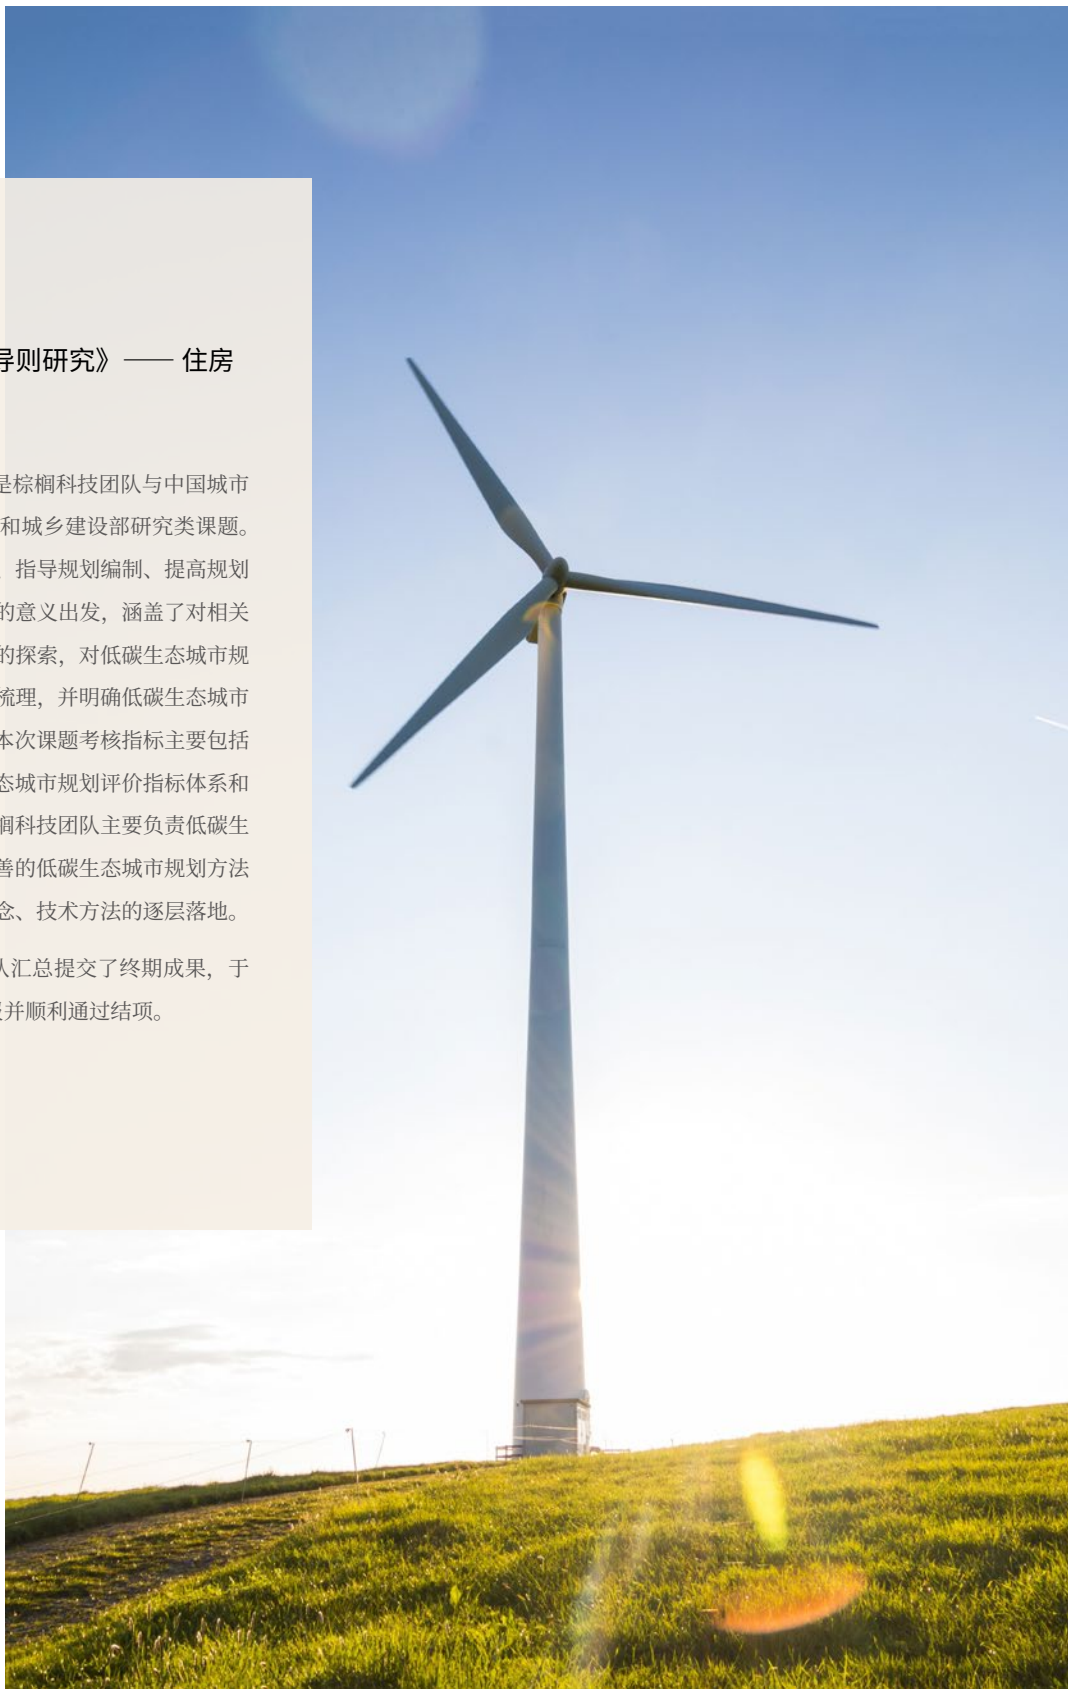 导则研究》—— 住房
是棕榈科技团队与中国城市
和城乡建设部研究类课题。
指导规划编制、提高规划
的意义出发，涵盖了对相关
的探索，对低碳生态城市规
梳理，并明确低碳生态城市
本次课题考核指标主要包括
态城市规划评价指标体系和
榈科技团队主要负责低碳生
善的低碳生态城市规划方法
念、技术方法的逐层落地。
队汇总提交了终期成果，于
并顺利通过结项。